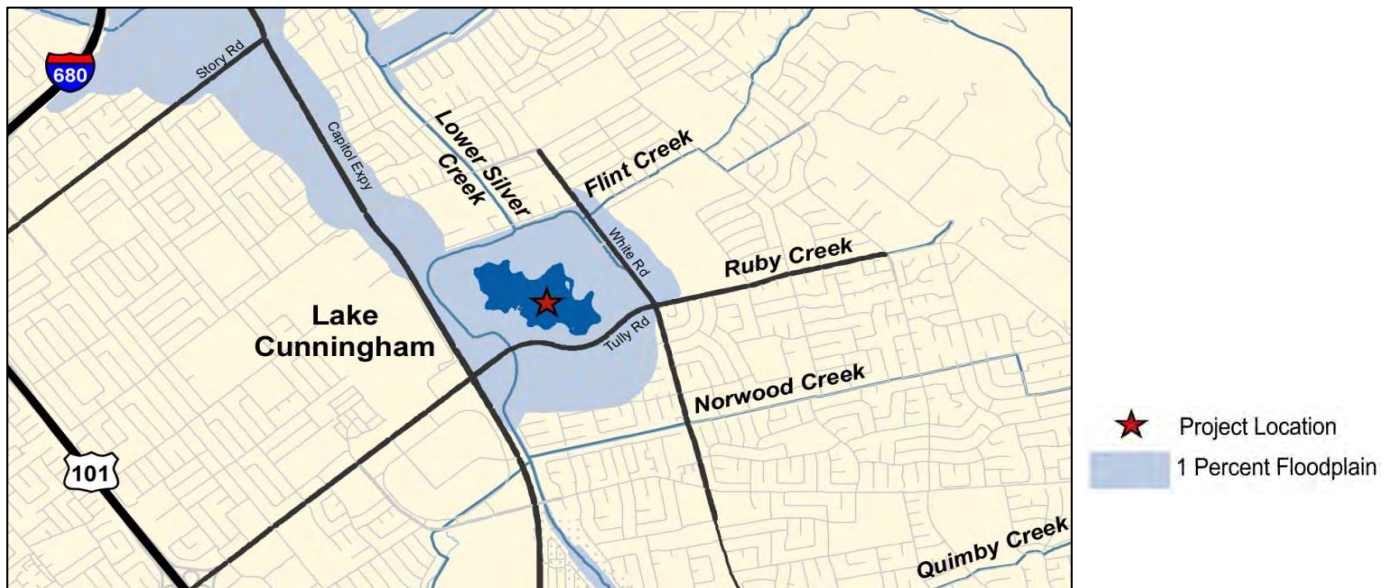 680
Story Rd
Capitol Expy
Lower Silver
Creek
Flint Creek
White Rd
Ruby Creek
Lake
Cunningham
Tully Rd
Norwood Creek
101
Quimby Creek
Project Location
1 Percent Floodplain